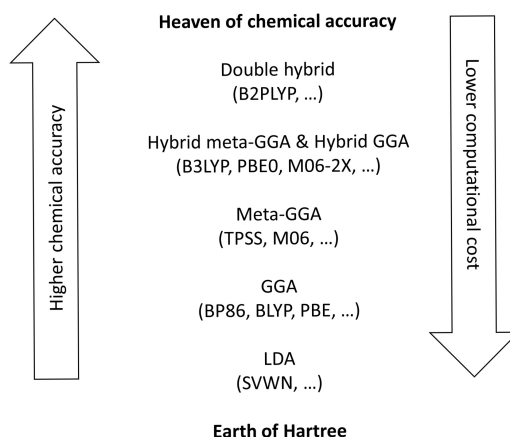 Heaven of chemical accuracy
Higher chemical accuracy
Lower computational cost
Double hybrid
(B2PLYP, ...)
Hybrid meta-GGA & Hybrid GGA
(B3LYP, PBE0, M06-2X, ...)
Meta-GGA
(TPSS, M06, ...)
GGA
(BP86, BLYP, PBE, ...)
LDA
(SVWN, ...)
Earth of Hartree